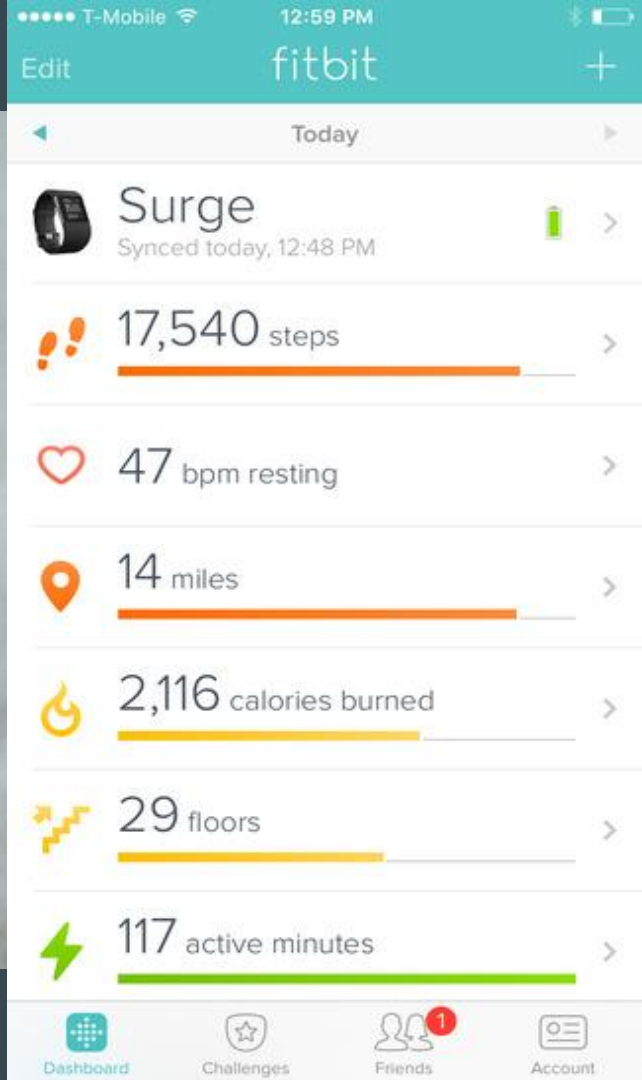 T-Mobile 12:59 PM
Edit fitbit +
Today
Surge
Synced today, 12:48 PM
17,540 steps
47 bpm resting
14 miles
2,116 calories burned
29 floors
117 active minutes
1
Dashboard Challenges Friends Account